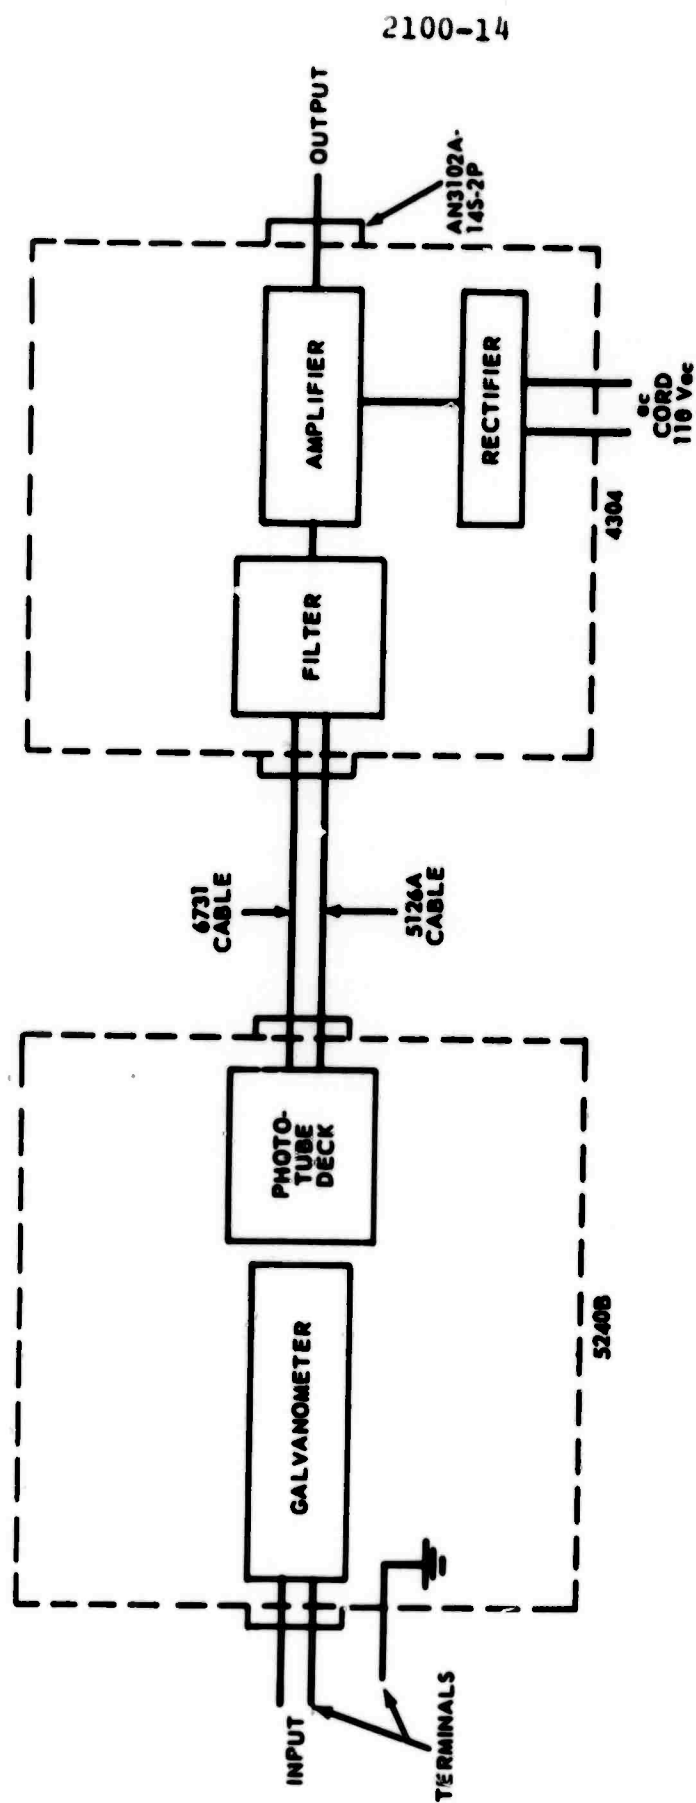 2100-14
INPUT
TERMINALS
GALVANOMETER
PHOTO-
TUBE
DECK
5240B
6731
CABLE
5126A
CABLE
FILTER
AMPLIFIER
RECTIFIER
4304
ac
CORD
110 Vac
AN3102A-
14S-2P
OUTPUT